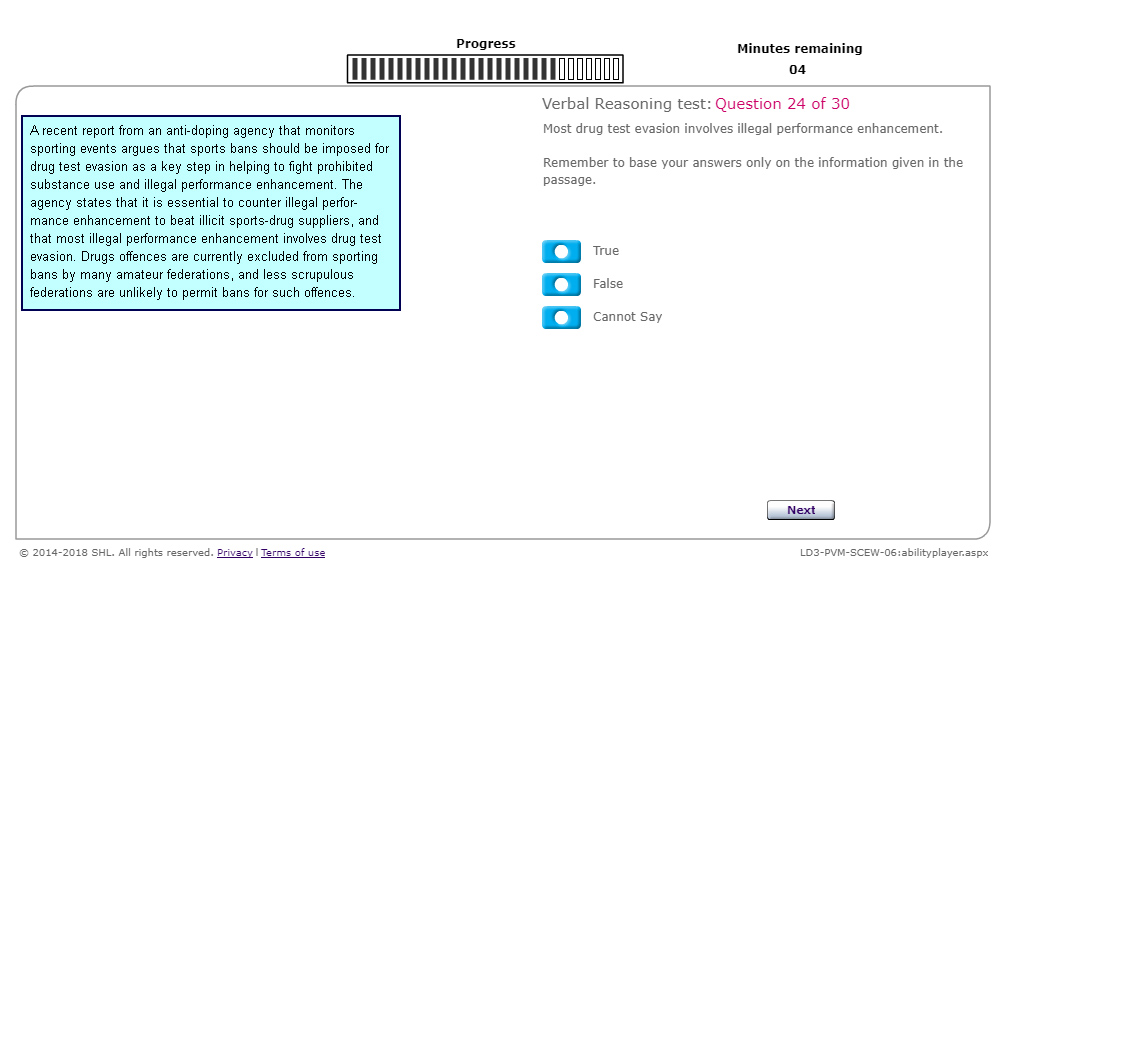 Progress
Minutes remaining
04
Verbal Reasoning test: Question 24 of 30
A recent report from an anti-doping agency that monitors
sporting events argues that sports bans should be imposed for
drug test evasion as a key step in helping to fight prohibited
substance use and illegal performance enhancement. The
agency states that it is essential to counter illegal perfor-
mance enhancement to beat illicit sports-drug suppliers, and
that most illegal performance enhancement involves drug test
evasion. Drugs offences are currently excluded from sporting
bans by many amateur federations, and less scrupulous
federations are unlikely to permit bans for such offences.
Most drug test evasion involves illegal performance enhancement.
Remember to base your answers only on the information given in the
passage.
True
False
Cannot Say
Next
© 2014-2018 SHL. All rights reserved. Privacy | Terms of use
LD3-PVM-SCEW-06:abilityplayer.aspx